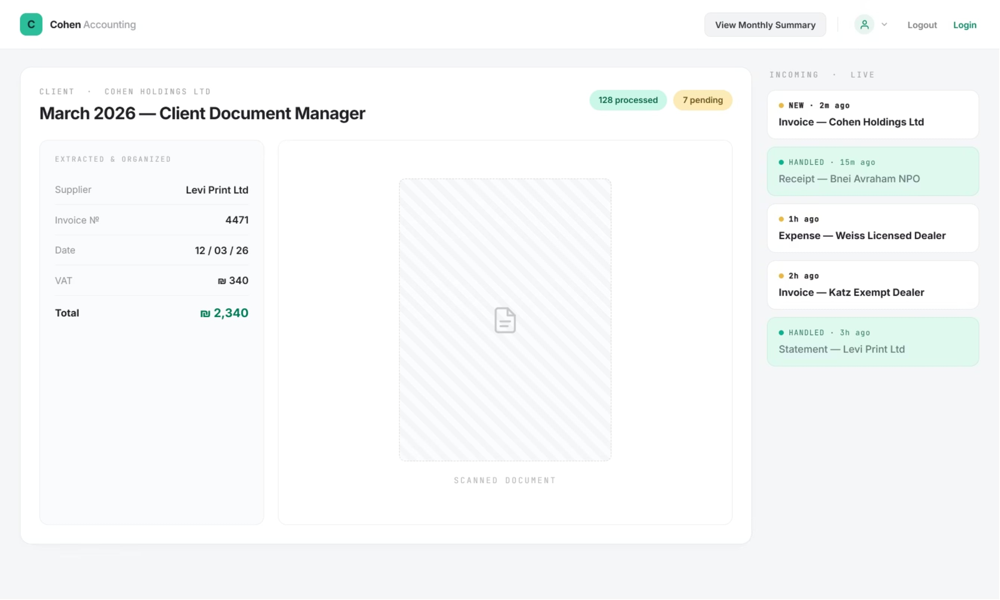 C
Cohen Accounting
View Monthly Summary
Logout
Login
CLIENT · COHEN HOLDINGS LTD
March 2026 — Client Document Manager
128 processed
7 pending
EXTRACTED & ORGANIZED
Supplier Levi Print Ltd
Invoice № 4471
Date 12 / 03 / 26
VAT ₪ 340
Total ₪ 2,340
SCANNED DOCUMENT
INCOMING · LIVE
NEW · 2m ago
Invoice — Cohen Holdings Ltd
HANDLED · 15m ago
Receipt — Bnei Avraham NPO
1h ago
Expense — Weiss Licensed Dealer
2h ago
Invoice — Katz Exempt Dealer
HANDLED · 3h ago
Statement — Levi Print Ltd